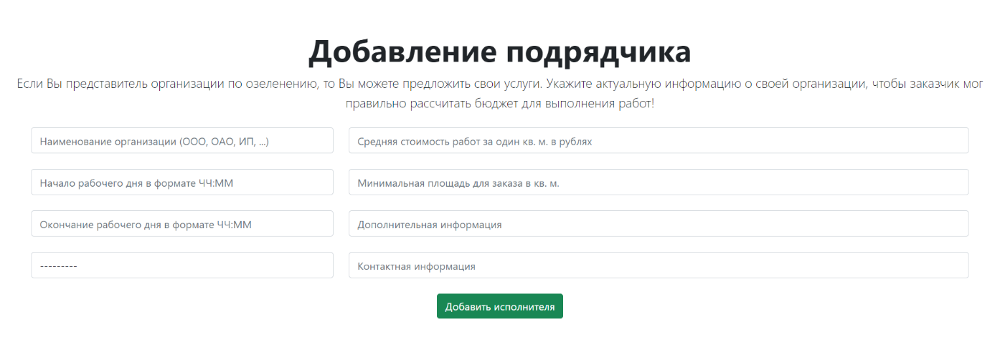 Добавление подрядчика
Если Вы представитель организации по озеленению, то Вы можете предложить свои услуги. Укажите актуальную информацию о своей организации, чтобы заказчик мог
правильно рассчитать бюджет для выполнения работ!
Наименование организации (ООО, ОАО, ИП, ...)
Средняя стоимость работ за один кв. м. в рублях
Начало рабочего дня в формате ЧЧ:ММ
Минимальная площадь для заказа в кв. м.
Окончание рабочего дня в формате ЧЧ:ММ
Дополнительная информация
---------
Контактная информация
Добавить исполнителя